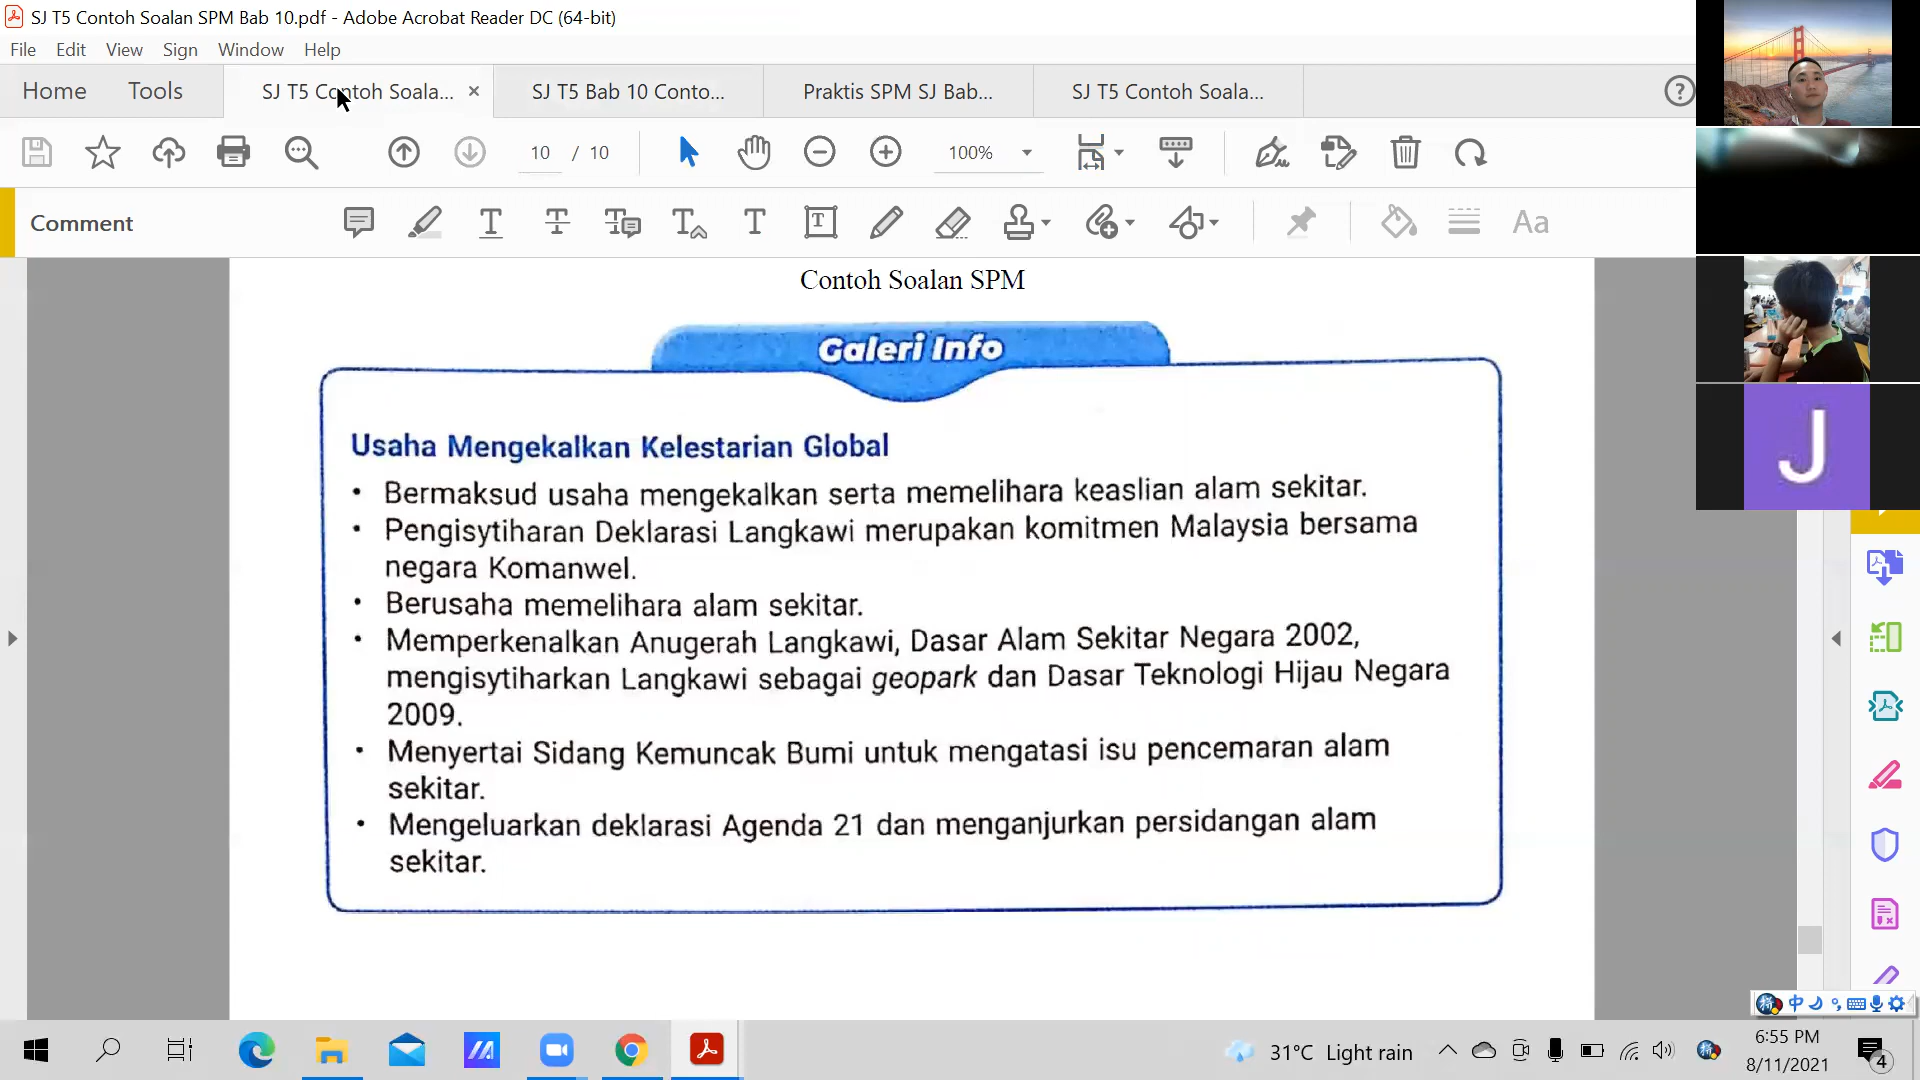 SJ T5 Contoh Soalan SPM Bab 10.pdf - Adobe Acrobat Reader DC (64-bit)
File Edit View Sign Window Help
Home Tools SJ T5 Contoh Soala... × SJ T5 Bab 10 Conto... Praktis SPM SJ Bab... SJ T5 Contoh Soala... ?
10 / 10 100%
Comment T T T T T T Aa
Contoh Soalan SPM
Galeri Info
Usaha Mengekalkan Kelestarian Global
• Bermaksud usaha mengekalkan serta memelihara keaslian alam sekitar.
• Pengisytiharan Deklarasi Langkawi merupakan komitmen Malaysia bersama
negara Komanwel.
• Berusaha memelihara alam sekitar.
• Memperkenalkan Anugerah Langkawi, Dasar Alam Sekitar Negara 2002,
mengisytiharkan Langkawi sebagai geopark dan Dasar Teknologi Hijau Negara
2009.
• Menyertai Sidang Kemuncak Bumi untuk mengatasi isu pencemaran alam
sekitar.
• Mengeluarkan deklarasi Agenda 21 dan menganjurkan persidangan alam
sekitar.
J
中
31°C Light rain
6:55 PM
8/11/2021
4